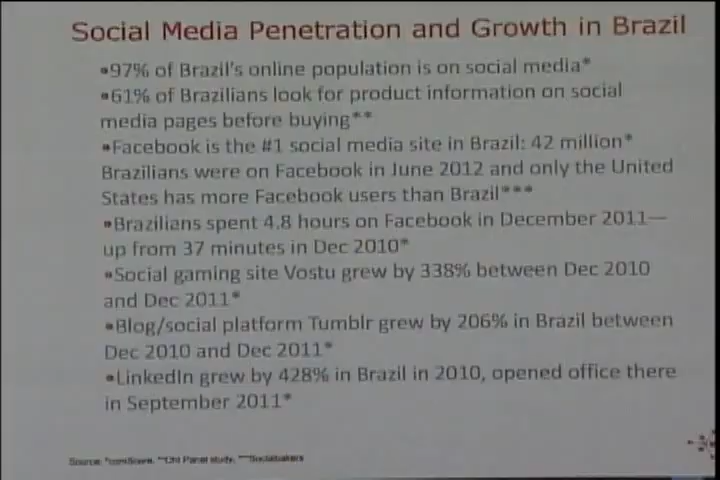 Social Media Penetration and Growth in Brazil
•97% of Brazil's online population is on social media*
•61% of Brazilians look for product information on social
media pages before buying**
•Facebook is the #1 social media site in Brazil: 42 million*
Brazilians were on Facebook in June 2012 and only the United
States has more Facebook users than Brazil***
•Brazilians spent 4.8 hours on Facebook in December 2011—
up from 37 minutes in Dec 2010*
•Social gaming site Vostu grew by 338% between Dec 2010
and Dec 2011*
•Blog/social platform Tumblr grew by 206% in Brazil between
Dec 2010 and Dec 2011*
•LinkedIn grew by 428% in Brazil in 2010, opened office there
in September 2011*
Source: *comScore, **Oh! Panel study, ***Socialbakers